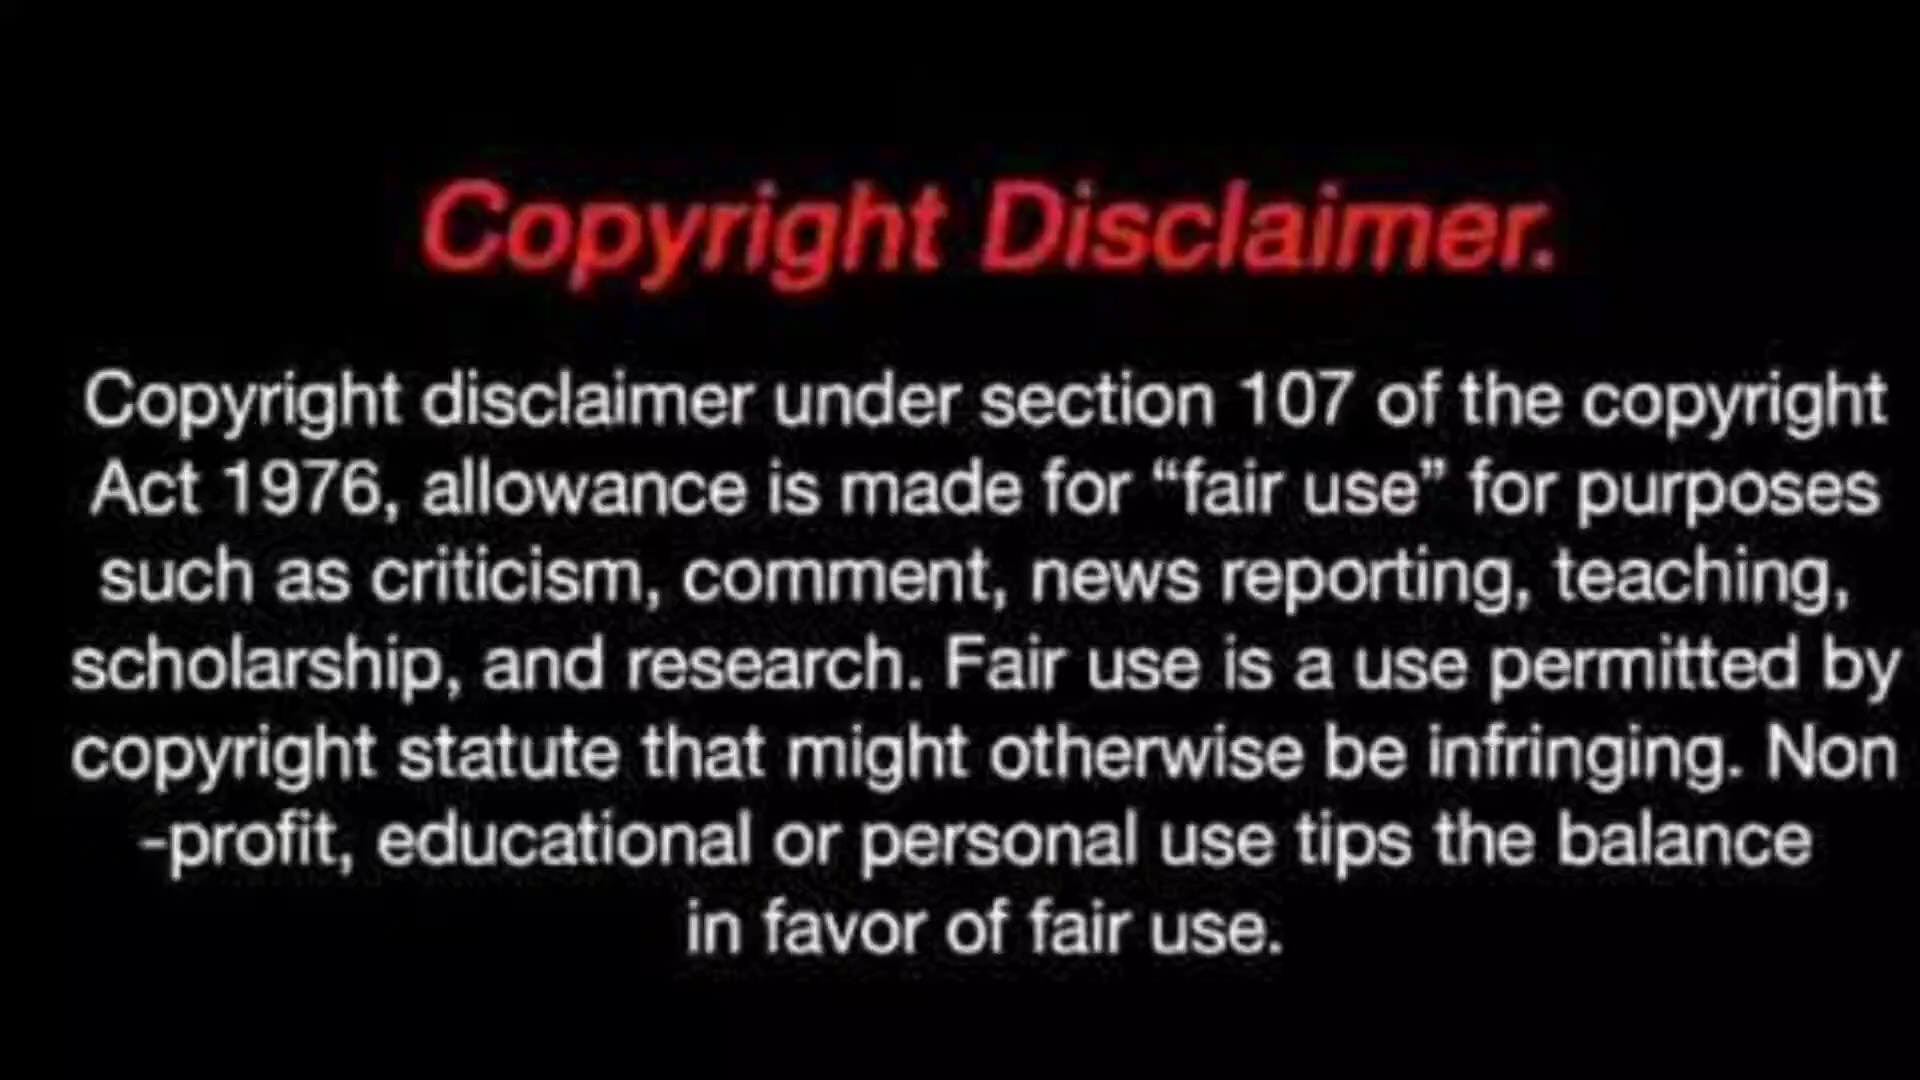 Copyright Disclaimer.
Copyright disclaimer under section 107 of the copyright
Act 1976, allowance is made for “fair use” for purposes
such as criticism, comment, news reporting, teaching,
scholarship, and research. Fair use is a use permitted by
copyright statute that might otherwise be infringing. Non
-profit, educational or personal use tips the balance
in favor of fair use.